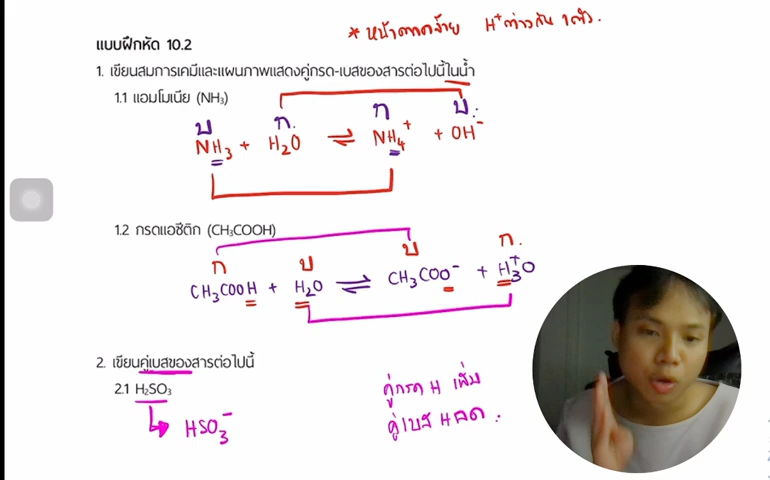 * หน้าตาคล้าย H⁺ ต่างกัน 1 ตัว.
แบบฝึกหัด 10.2
1. เขียนสมการเคมีและแผนภาพแสดงคู่กรด-เบสของสารต่อไปนี้ในน้ำ
1.1 แอมโมเนีย (NH₃)
บ ก. ก บ.
NH₃ + H₂O ⇌ NH₄⁺ + OH⁻
1.2 กรดแอซีติก (CH₃COOH)
ก บ บ ก.
CH₃COOH + H₂O ⇌ CH₃COO⁻ + H₃⁺O
2. เขียนคู่เบสของสารต่อไปนี้
2.1 H₂SO₃
HSO₃⁻
คู่กรด H เพิ่ม
คู่เบส H ลด.